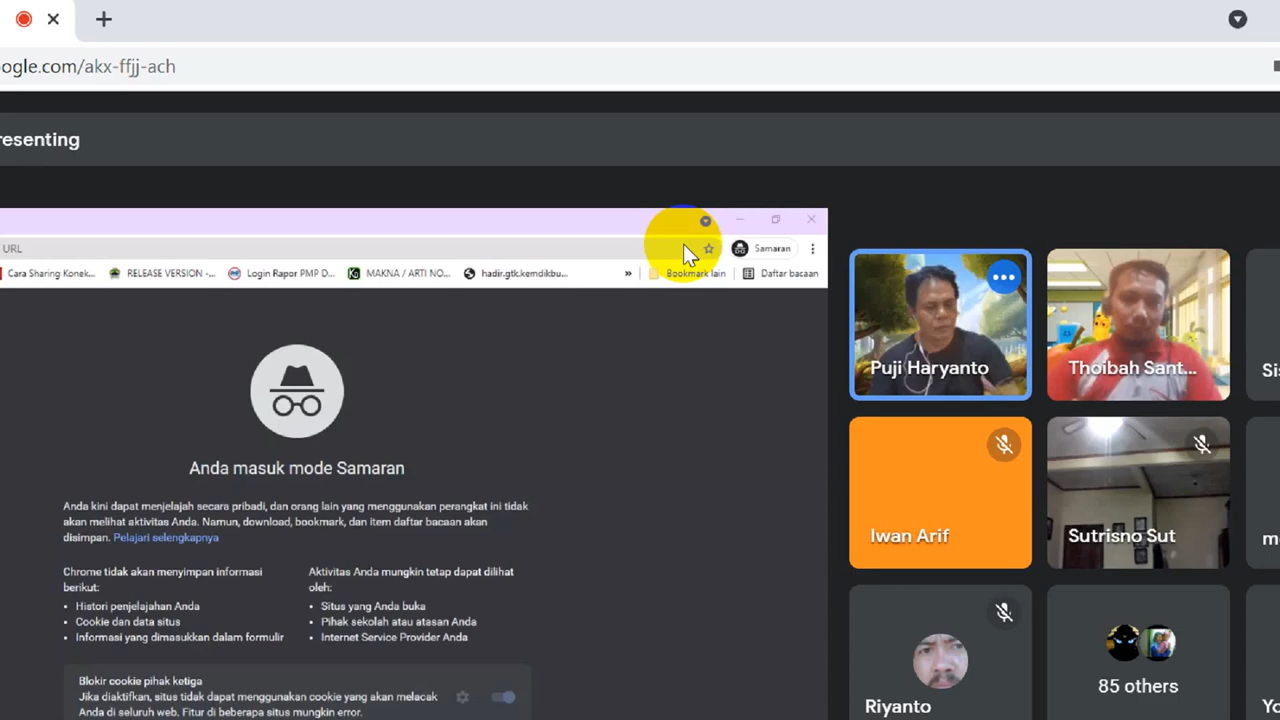 ogle.com/akx-ffjj-ach
resenting
URL
Samaran
Cara Sharing Konek...
RELEASE VERSION -...
Login Rapor PMP D...
MAKNA / ARTI NO...
hadir.gtk.kemdikbu...
»
Bookmark lain
Daftar bacaan
Anda masuk mode Samaran
Anda kini dapat menjelajah secara pribadi, dan orang lain yang menggunakan perangkat ini tidak
akan melihat aktivitas Anda. Namun, download, bookmark, dan item daftar bacaan akan
disimpan. Pelajari selengkapnya
Chrome tidak akan menyimpan informasi
berikut:
• Histori penjelajahan Anda
• Cookie dan data situs
• Informasi yang dimasukkan dalam formulir
Aktivitas Anda mungkin tetap dapat dilihat
oleh:
• Situs yang Anda buka
• Pihak sekolah atau atasan Anda
• Internet Service Provider Anda
Blokir cookie pihak ketiga
Jika diaktifkan, situs tidak dapat menggunakan cookie yang akan melacak
Anda di seluruh web. Fitur di beberapa situs mungkin error.
Puji Haryanto
Thoibah Sant...
Sis
Iwan Arif
Sutrisno Sut
Riyanto
85 others